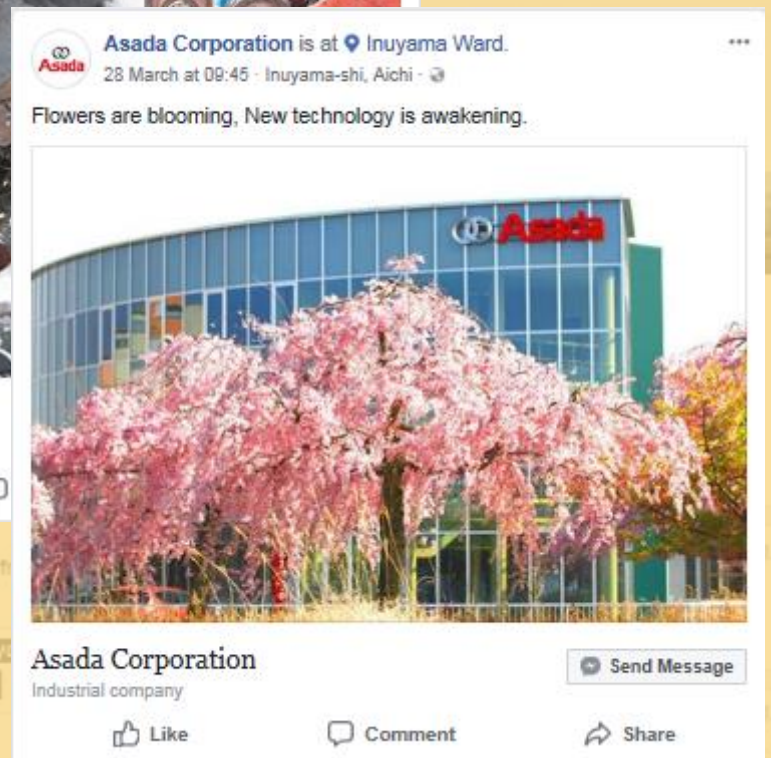 Asada
Asada Corporation is at Inuyama Ward.
28 March at 09:45 · Inuyama-shi, Aichi ·
Flowers are blooming, New technology is awakening.
Asada
Asada Corporation
Industrial company
Send Message
Like
Comment
Share